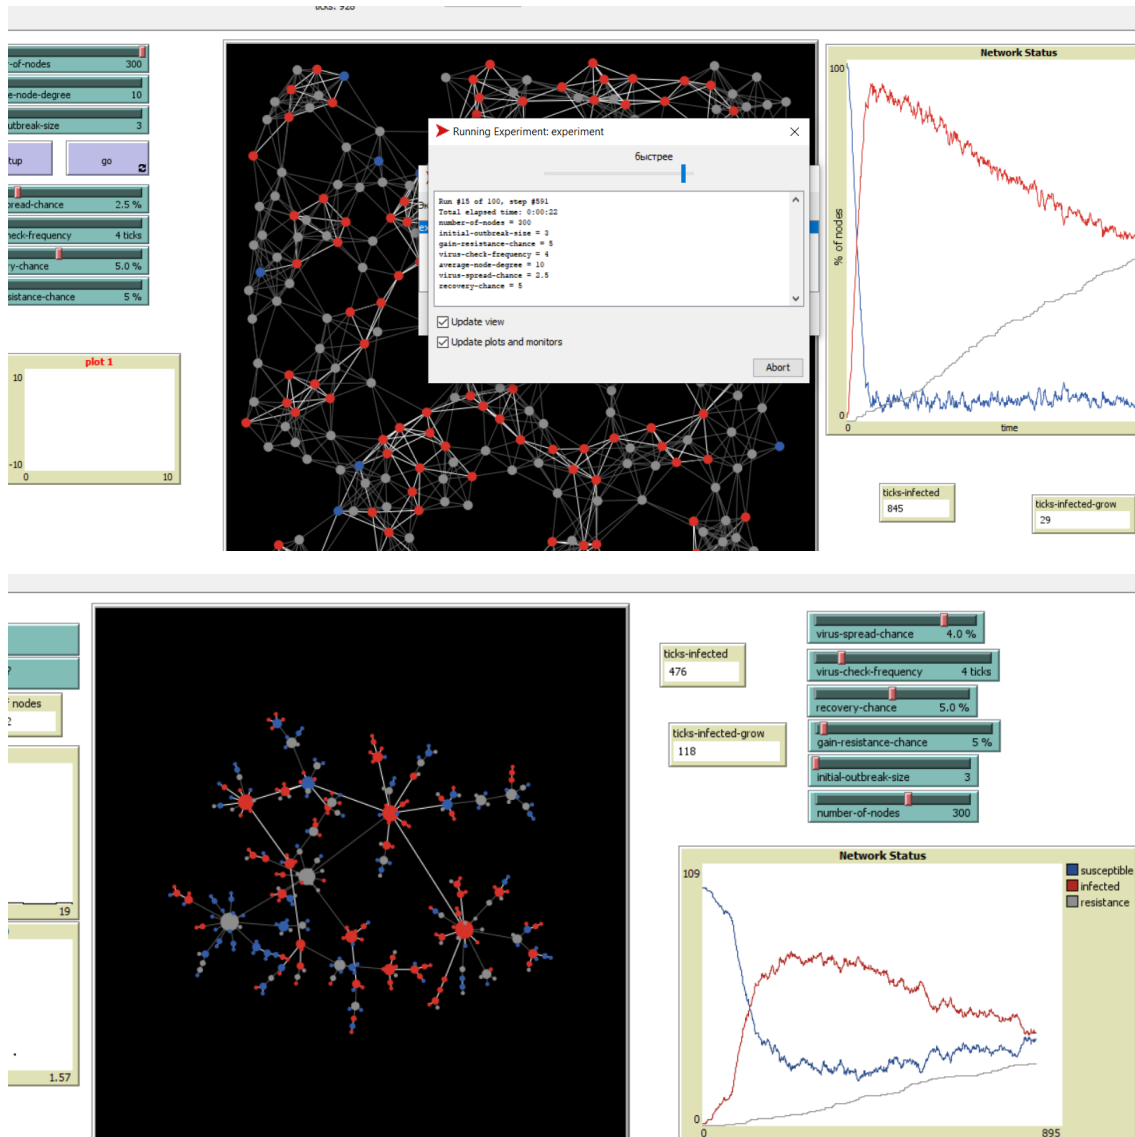 ticks: 928
-of-nodes 300
e-node-degree 10
utbreak-size 3
tup go
read-chance 2.5 %
heck-frequency 4 ticks
ry-chance 5.0 %
sistance-chance 5 %
plot 1
10
-10
0 10
Running Experiment: experiment
быстрее
Run #15 of 100, step #591
Total elapsed time: 0:00:22
number-of-nodes = 300
initial-outbreak-size = 3
gain-resistance-chance = 5
virus-check-frequency = 4
average-node-degree = 10
virus-spread-chance = 2.5
recovery-chance = 5
Update view
Update plots and monitors
Abort
Эк
ex
Network Status
100
% of nodes
0
0 time
ticks-infected
845
ticks-infected-grow
29
?
f nodes
2
19
1.57
ticks-infected
476
ticks-infected-grow
118
virus-spread-chance 4.0 %
virus-check-frequency 4 ticks
recovery-chance 5.0 %
gain-resistance-chance 5 %
initial-outbreak-size 3
number-of-nodes 300
Network Status
109
0
0 895
susceptible
infected
resistance